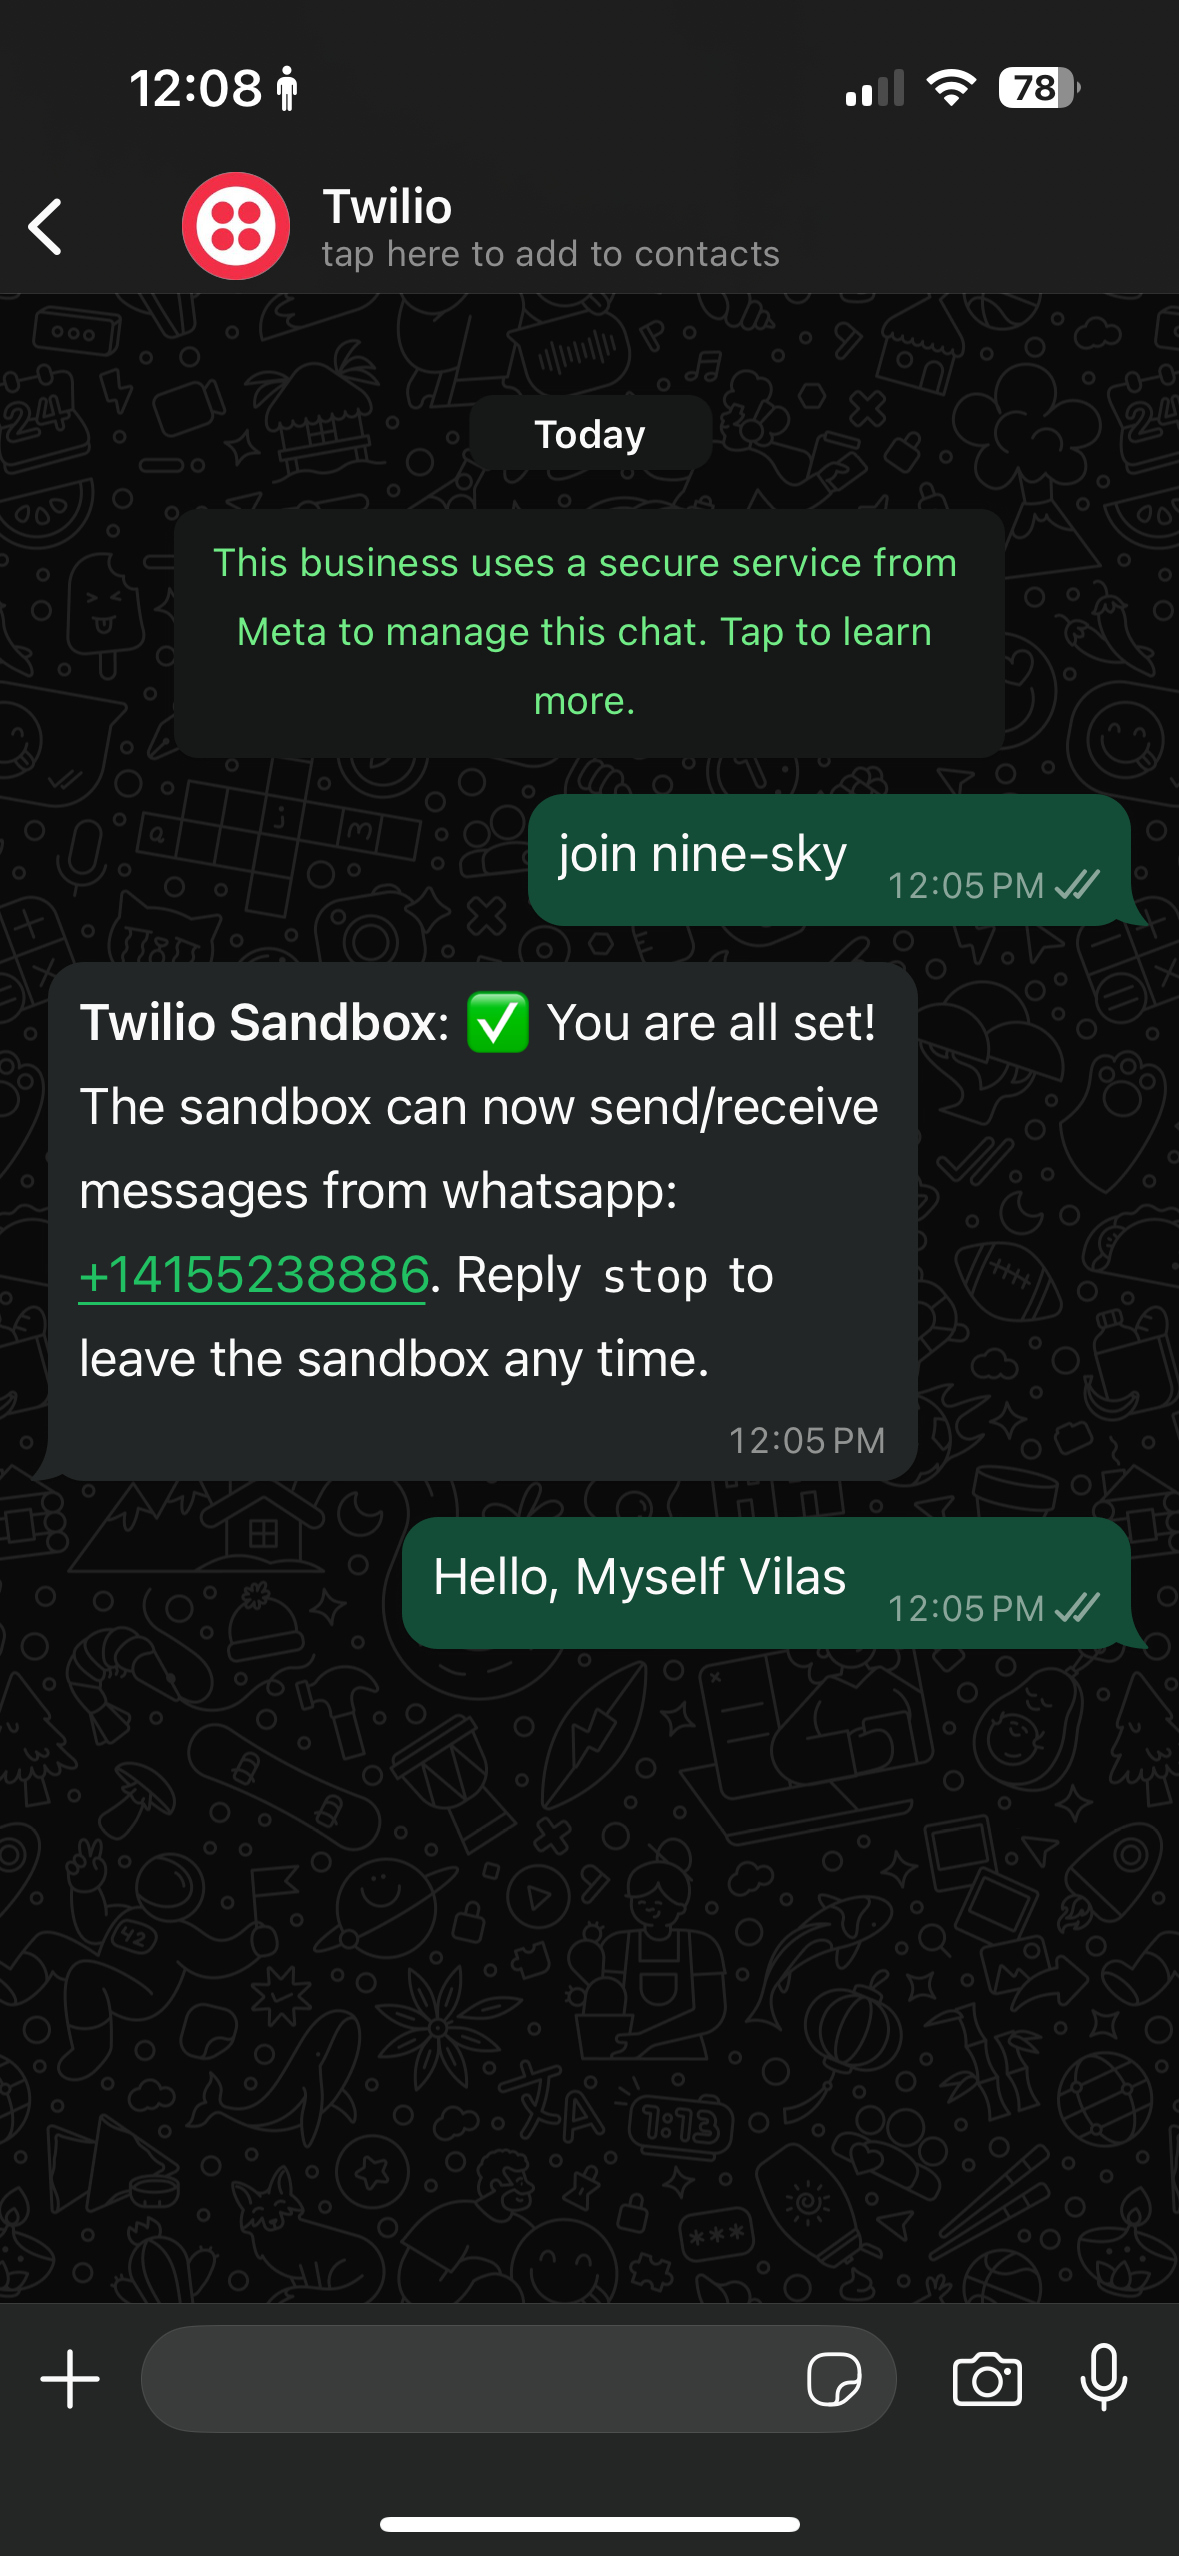 12:08
78
Twilio
tap here to add to contacts
Today
This business uses a secure service from
Meta to manage this chat. Tap to learn
more.
join nine-sky
12:05 PM
Twilio Sandbox: ✅ You are all set!
The sandbox can now send/receive
messages from whatsapp:
+14155238886. Reply stop to
leave the sandbox any time.
12:05 PM
Hello, Myself Vilas
12:05 PM